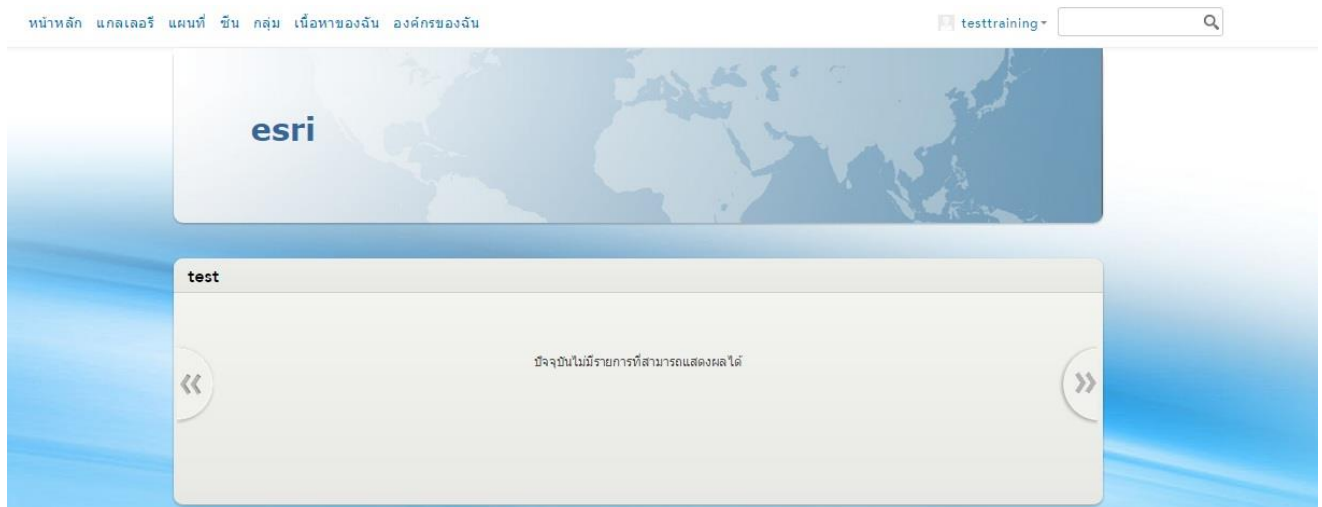 หน้าหลัก แกลเลอรี แผนที่ ซีน กลุ่ม เนื้อหาของฉัน องค์กรของฉัน testtraining
esri
test
ปัจจุบันไม่มีรายการที่สามารถแสดงผลได้